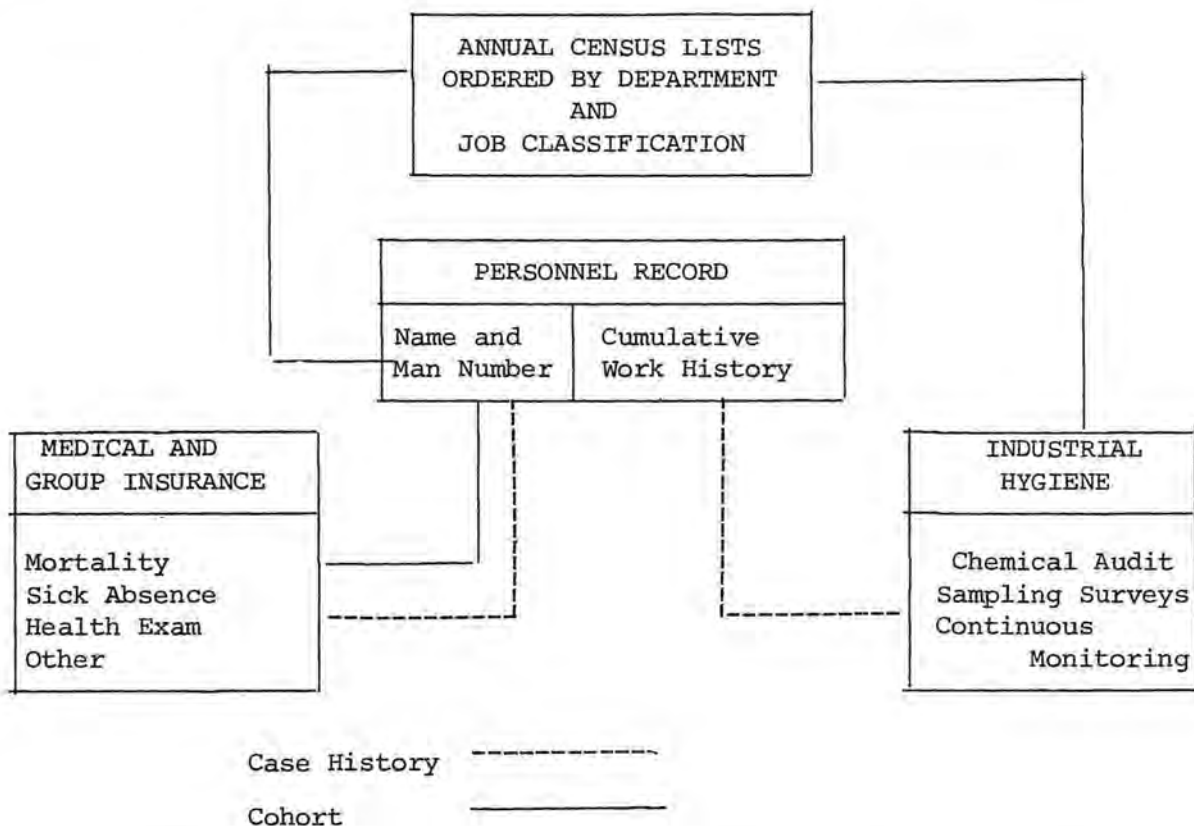 ANNUAL CENSUS LISTS
ORDERED BY DEPARTMENT
AND
JOB CLASSIFICATION
PERSONNEL RECORD
Name and
Man Number
Cumulative
Work History
MEDICAL AND
GROUP INSURANCE
Mortality
Sick Absence
Health Exam
Other
INDUSTRIAL
HYGIENE
Chemical Audit
Sampling Surveys
Continuous
Monitoring
Case History
Cohort